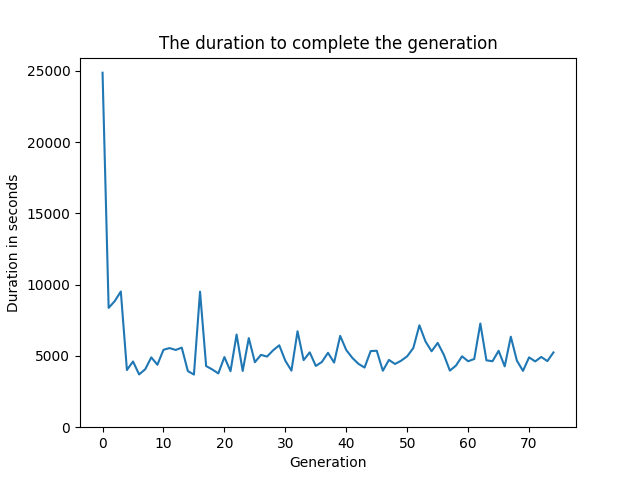 The duration to complete the generation
25000
20000
15000
10000
5000
0
Duration in seconds
0 10 20 30 40 50 60 70
Generation